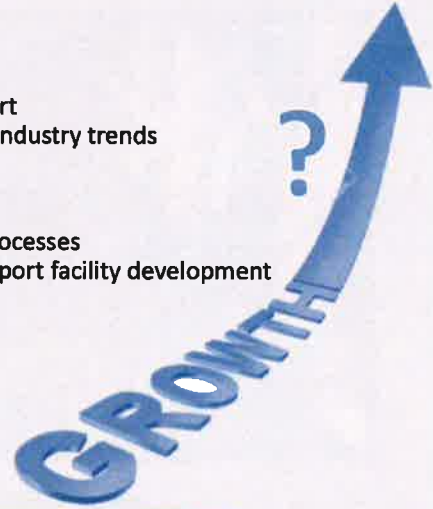 rt
ndustry trends
?
ocesses
port facility development
GROWTH